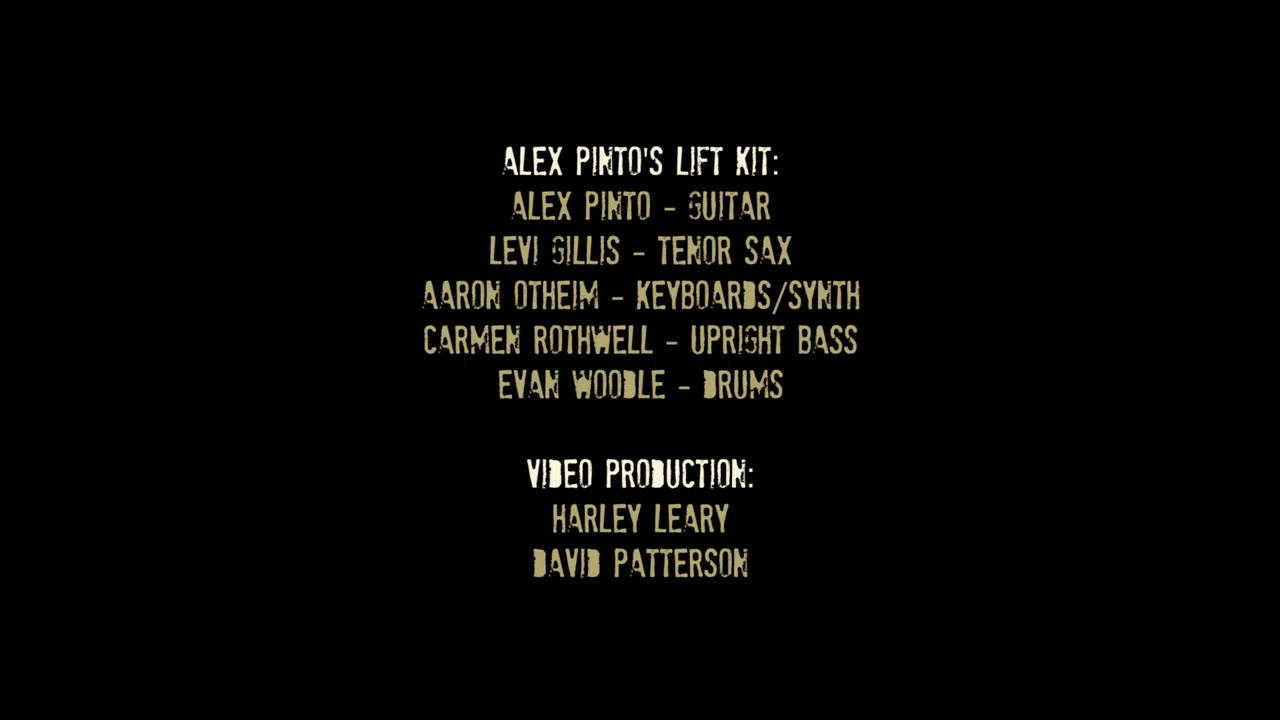 ALEX PINTO'S LIFT KIT:
ALEX PINTO - GUITAR
LEVI GILLIS - TENOR SAX
AARON OTHEIM - KEYBOARDS/SYNTH
CARMEN ROTHWELL - UPRIGHT BASS
EVAN WOODLE - DRUMS
VIDEO PRODUCTION:
HARLEY LEARY
DAVID PATTERSON